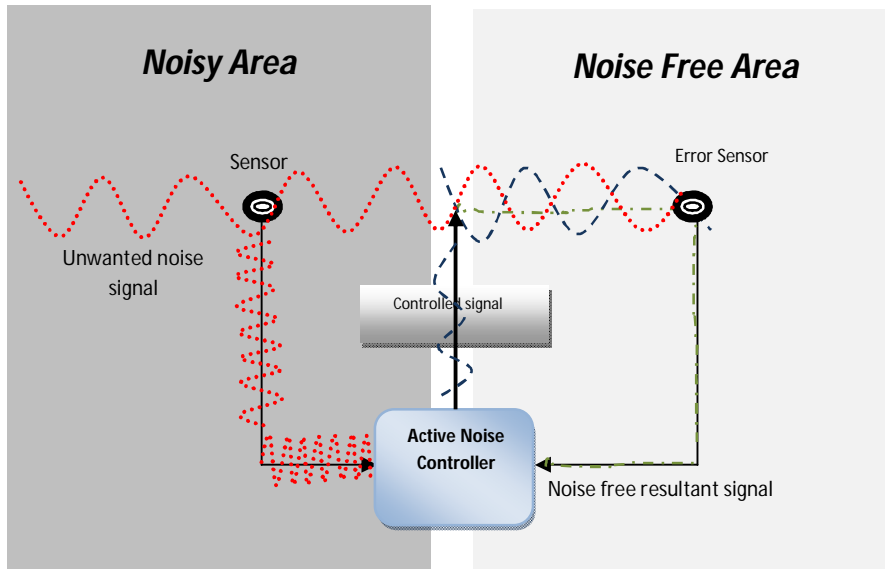 Noisy Area
Noise Free Area
Sensor
Error Sensor
Unwanted noise
signal
Controlled signal
Active Noise
Controller
Noise free resultant signal